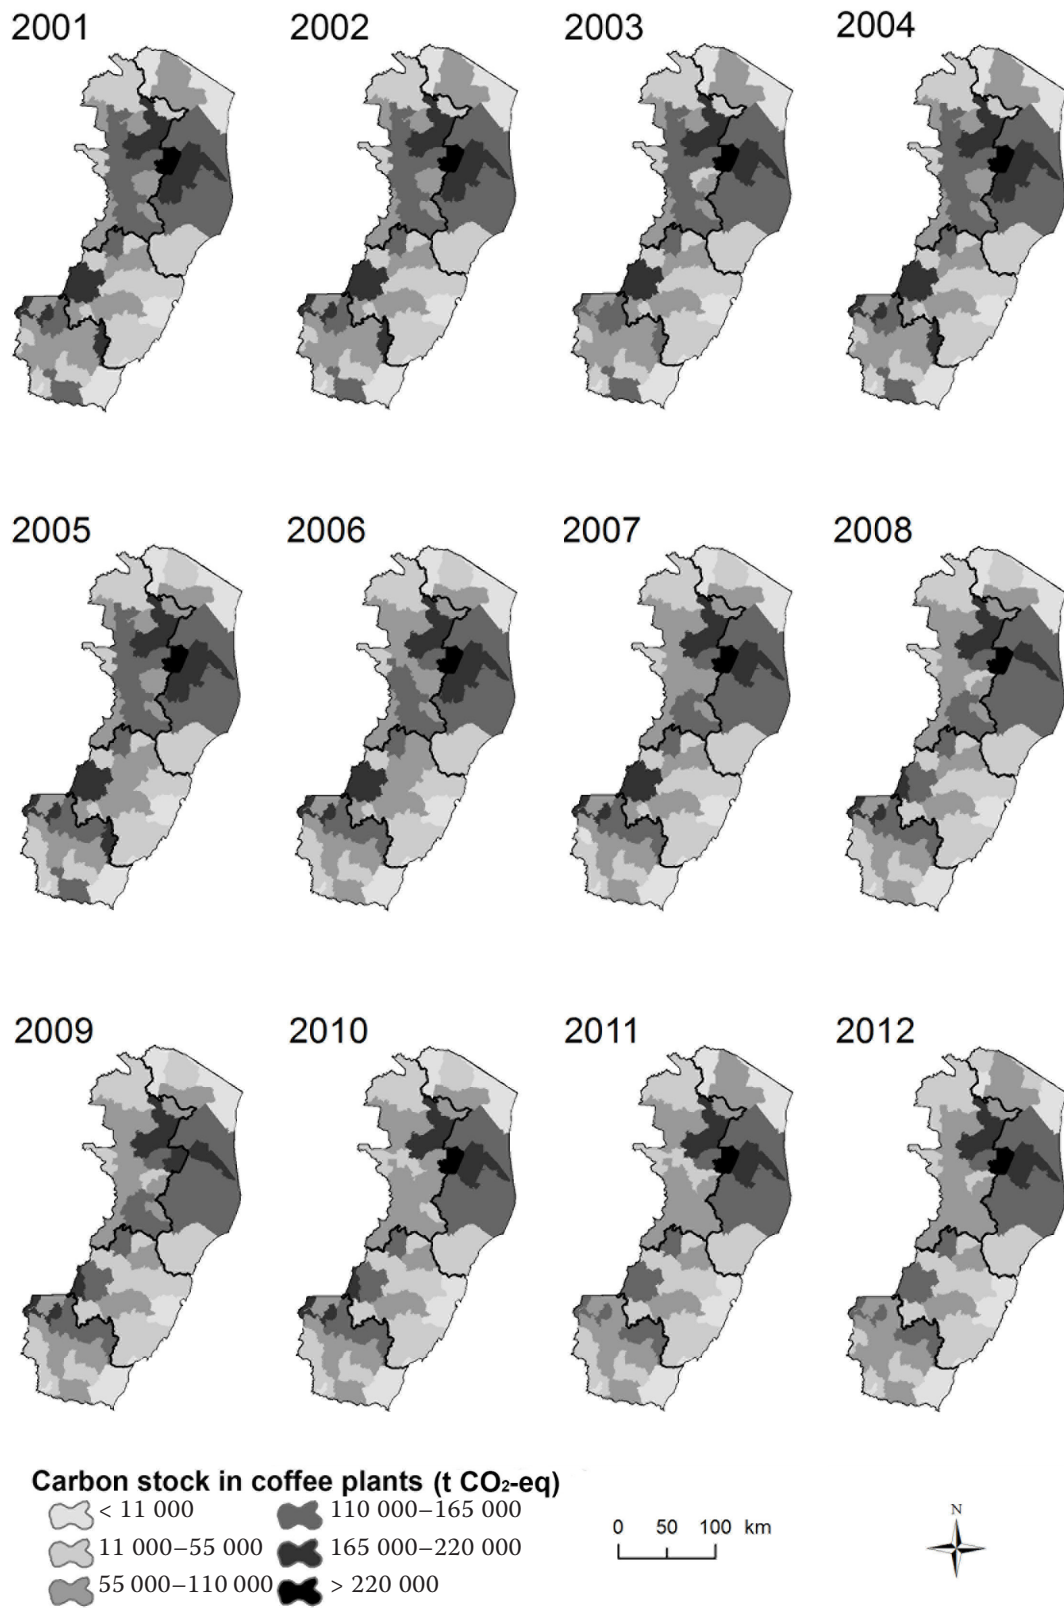 2001 2002 2003 2004
2005 2006 2007 2008
2009 2010 2011 2012
Carbon stock in coffee plants (t CO₂-eq)
< 11 000 110 000–165 000
11 000–55 000 165 000–220 000
55 000–110 000 > 220 000
0 50 100 km
N